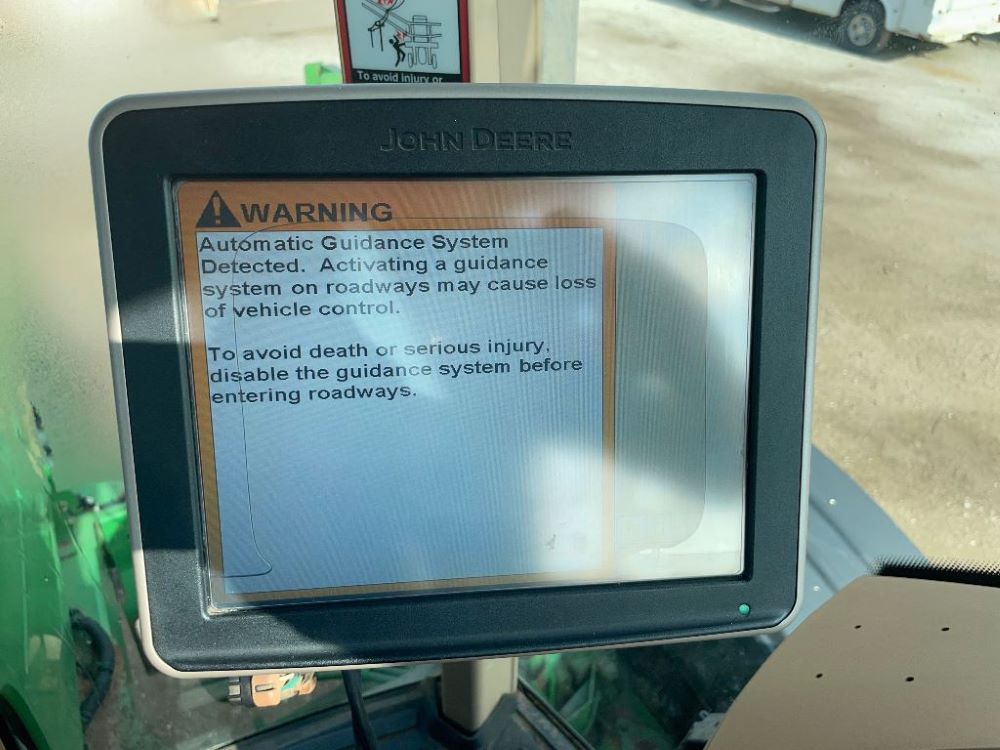 To avoid injury or
JOHN DEERE
WARNING
Automatic Guidance System
Detected.  Activating a guidance
system on roadways may cause loss
of vehicle control.
To avoid death or serious injury,
disable the guidance system before
entering roadways.